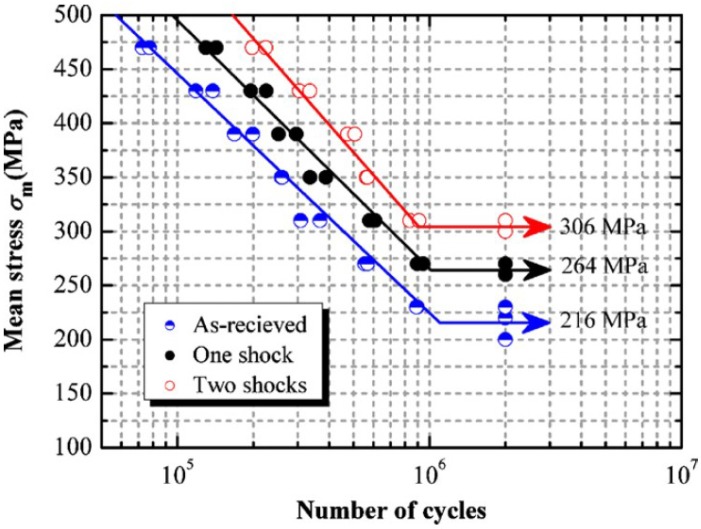 Mean stress σm(MPa)
500
450
400
350
300
250
200
150
100
306 MPa
264 MPa
216 MPa
As-recieved
One shock
Two shocks
10^5
10^6
10^7
Number of cycles